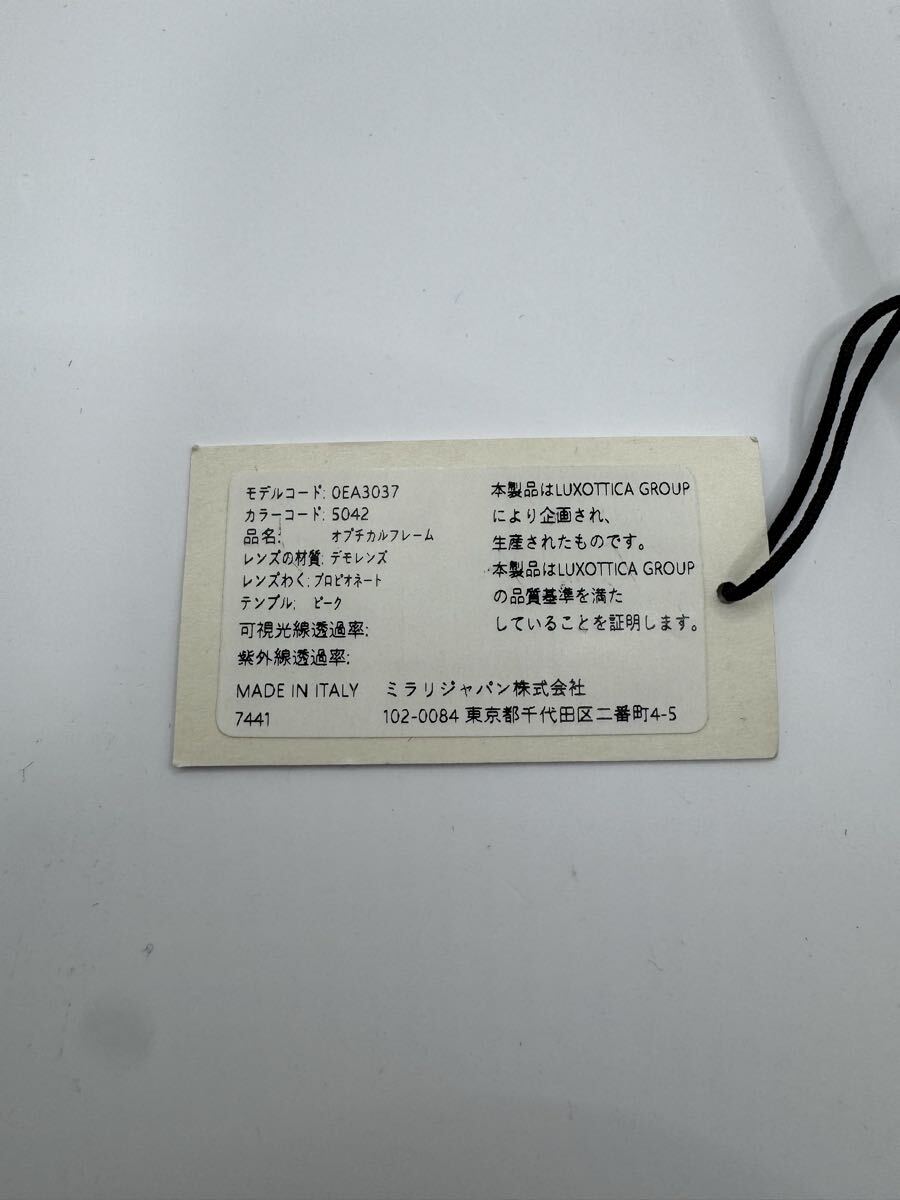 モデルコード: 0EA3037
カラーコード: 5042
品名: オプチカルフレーム
レンズの材質: デモレンズ
レンズわく: プロピオネート
テンプル: ピーク
可視光線透過率:
紫外線透過率:
本製品はLUXOTTICA GROUP
により企画され、
生産されたものです。
本製品はLUXOTTICA GROUP
の品質基準を満た
していることを証明します。
MADE IN ITALY ミラリジャパン株式会社
7441 102-0084 東京都千代田区二番町4-5